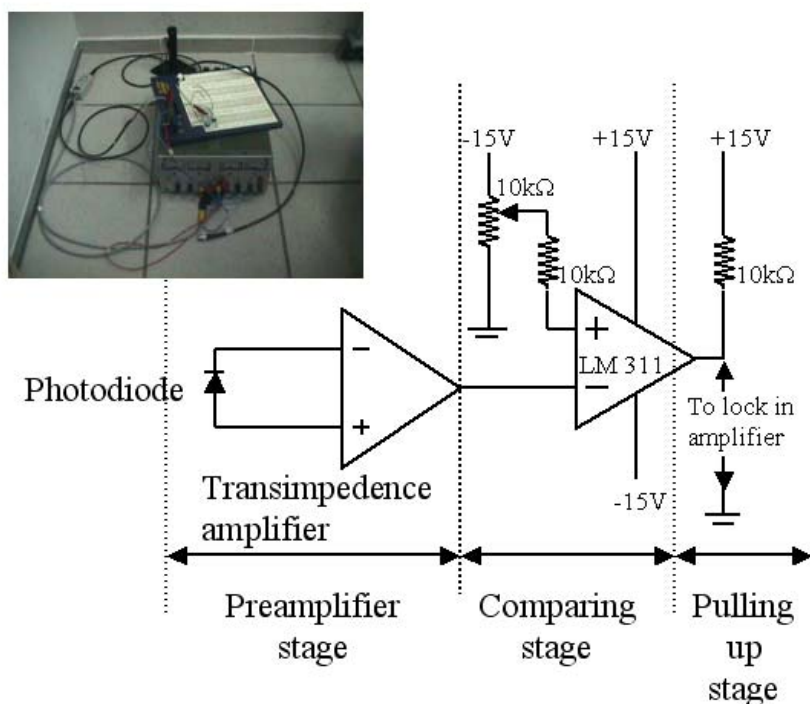 -15V
+15V
+15V
10kΩ
10kΩ
10kΩ
+
LM 311
−
Photodiode
−
+
To lock in
amplifier
Transimpedence
amplifier
-15V
Preamplifier
stage
Comparing
stage
Pulling
up
stage